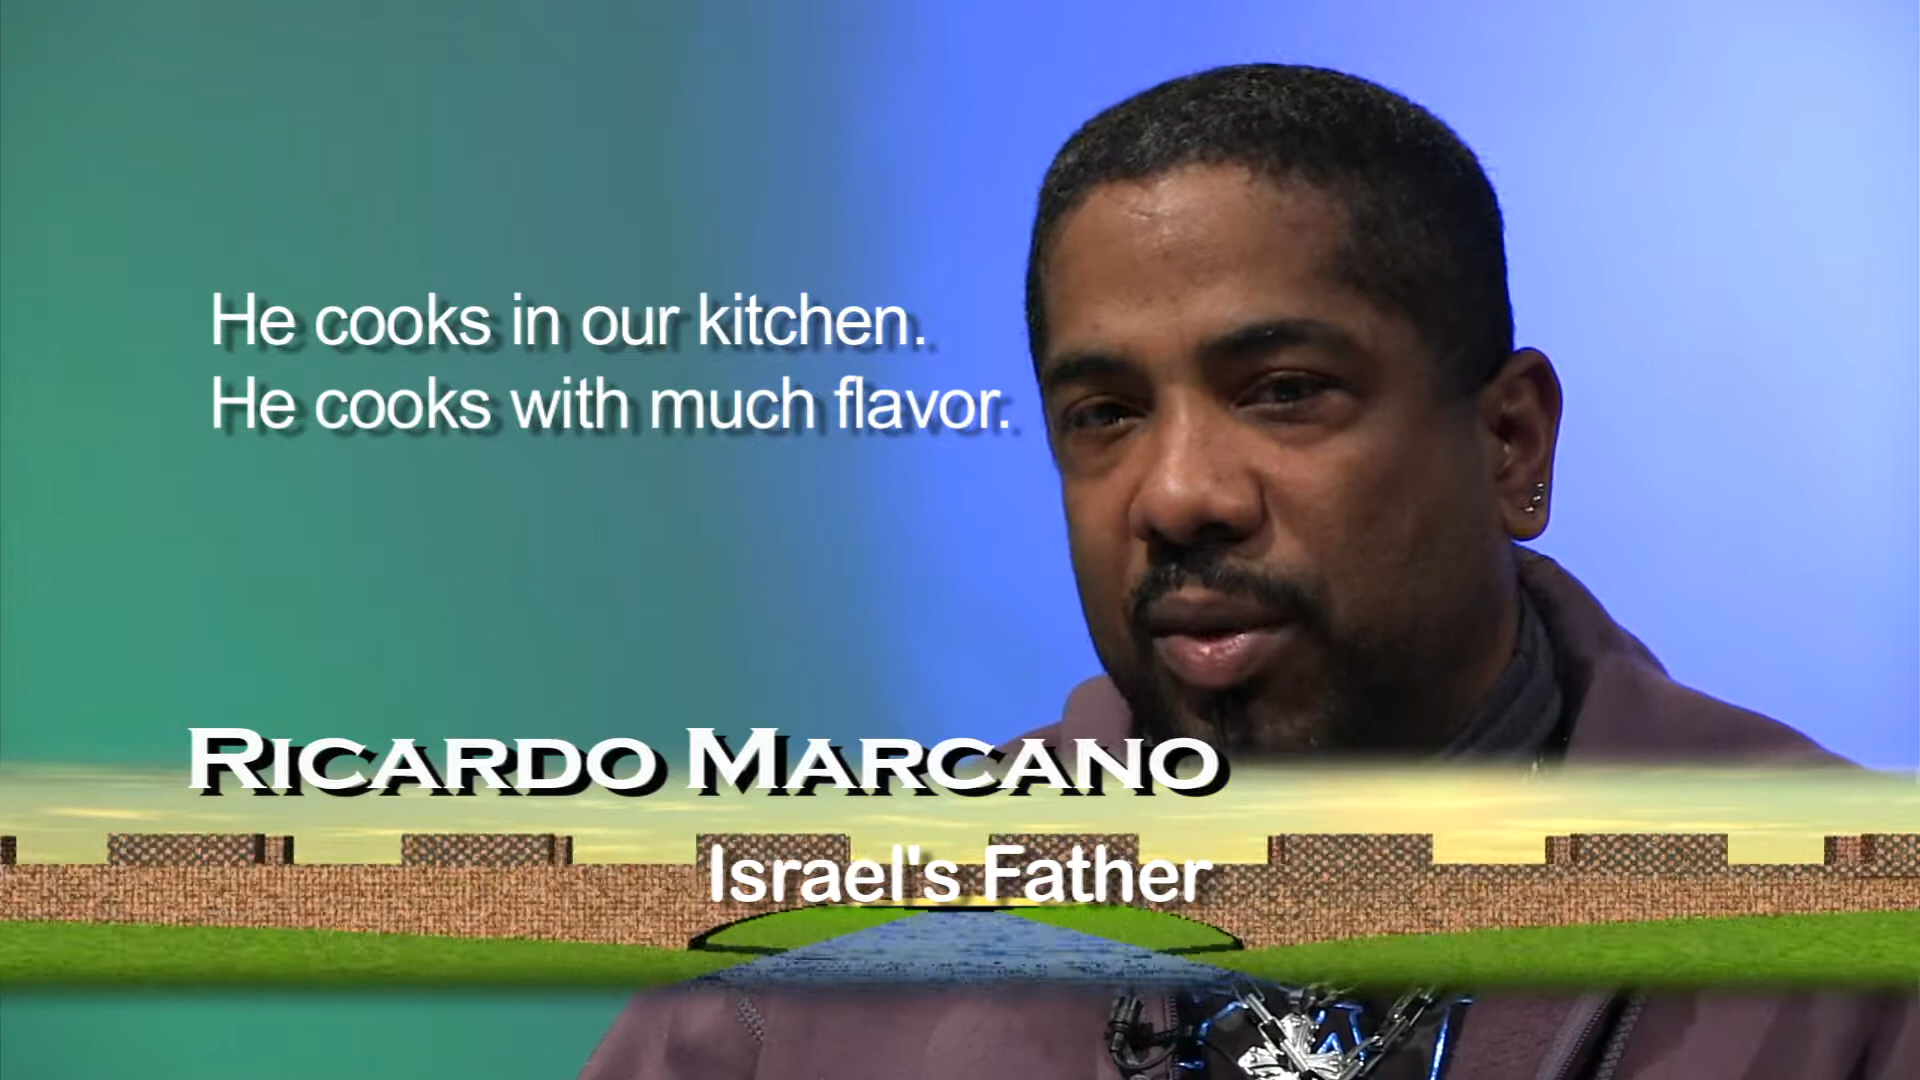 He cooks in our kitchen.
He cooks with much flavor.
RICARDO MARCANO
Israel's Father